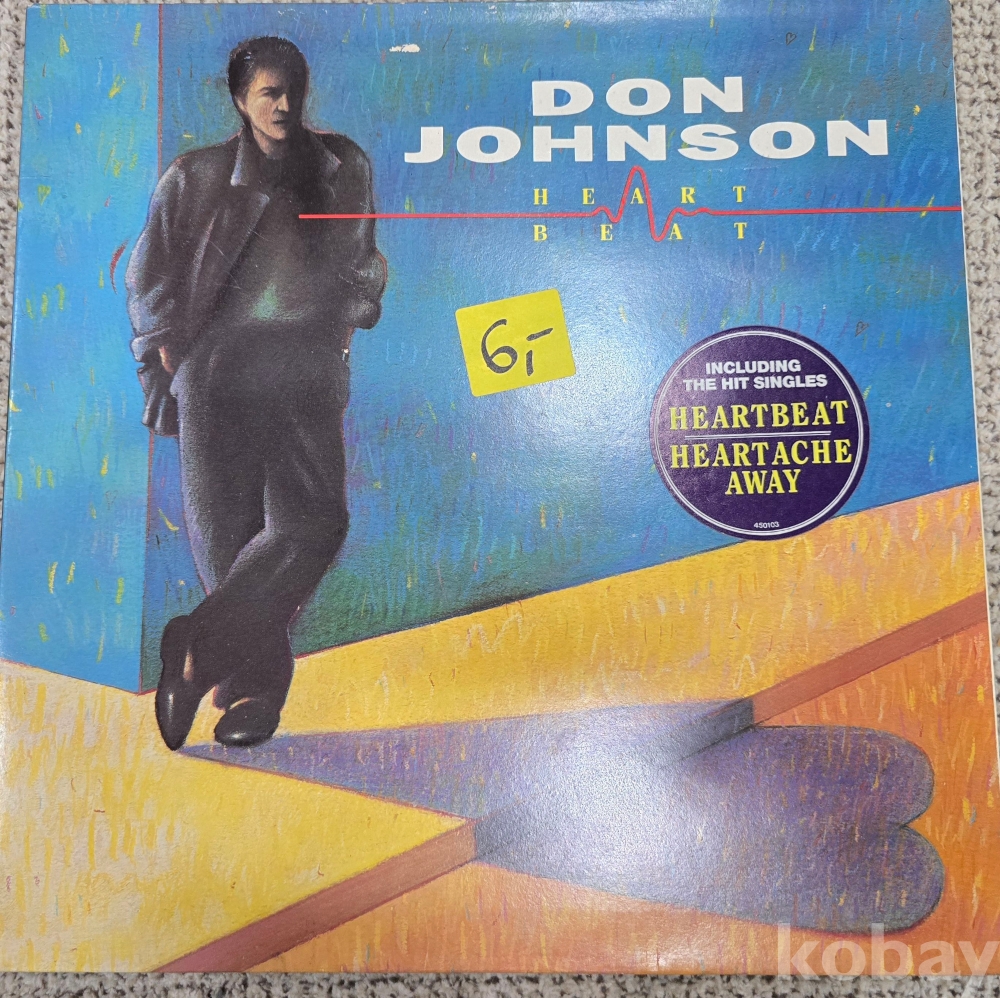 DON
JOHNSON
HEART
BEAT
6,-
INCLUDING
THE HIT SINGLES
HEARTBEAT
HEARTACHE
AWAY
450103
kobay